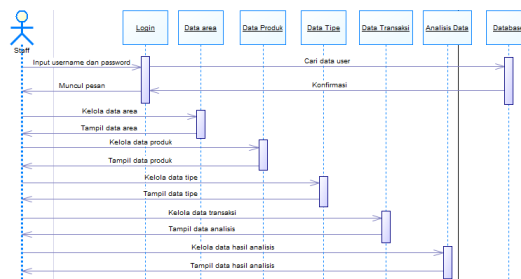 Login
Data area
Data Produk
Data Tipe
Data Transaksi
Analisis Data
Database
Staff
Input username dan password
Cari data user
Muncul pesan
Konfirmasi
Kelola data area
Tampil data area
Kelola data produk
Tampil data produk
Kelola data tipe
Tampil data tipe
Kelola data transaksi
Tampil data analisis
Kelola data hasil analisis
Tampil data hasil analisis